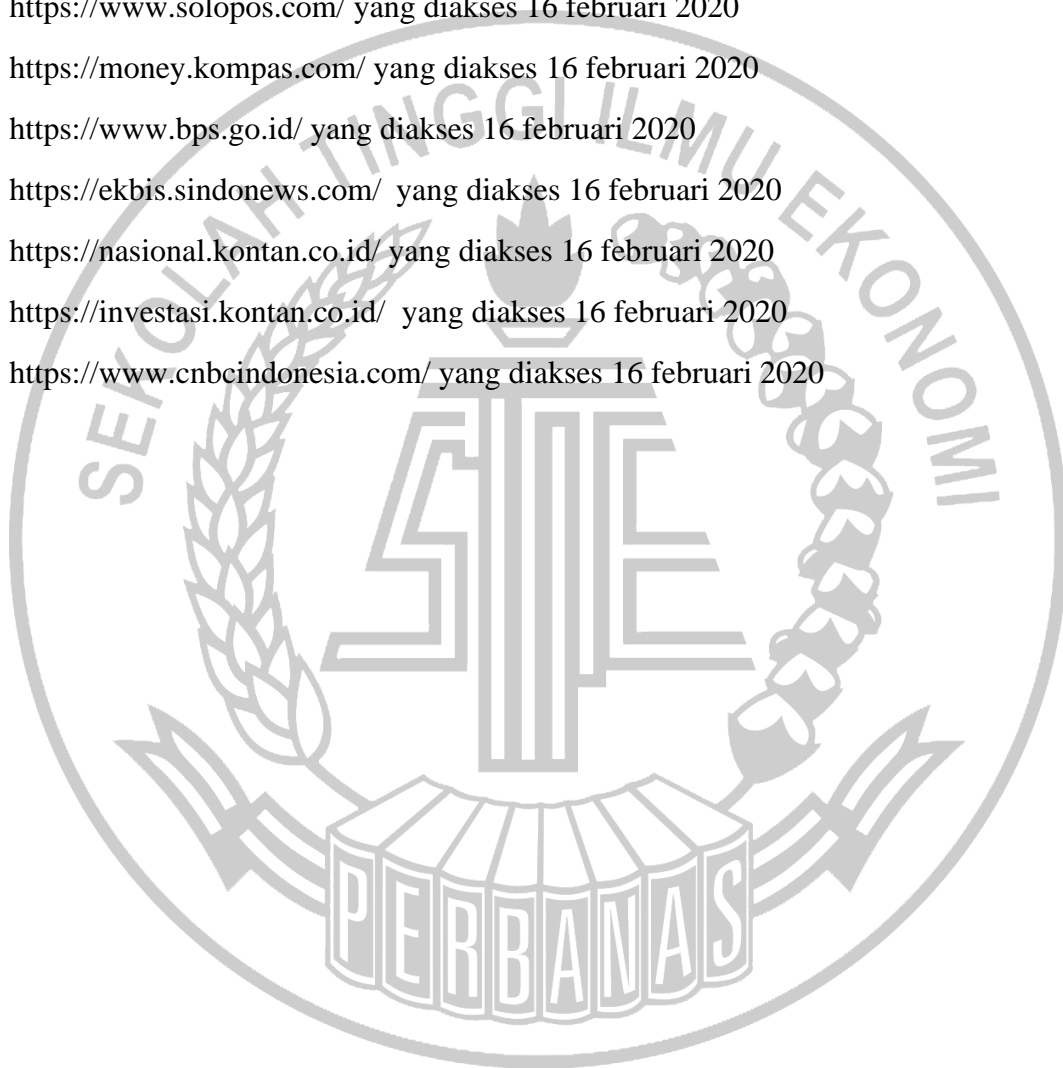 https://www.solopos.com/ yang diakses 16 februari 2020
https://money.kompas.com/ yang diakses 16 februari 2020
https://www.bps.go.id/ yang diakses 16 februari 2020
https://ekbis.sindonews.com/ yang diakses 16 februari 2020
https://nasional.kontan.co.id/ yang diakses 16 februari 2020
https://investasi.kontan.co.id/ yang diakses 16 februari 2020
https://www.cnbcindonesia.com/ yang diakses 16 februari 2020
SEKOLAH TINGGI ILMU EKONOMI
STIE
PERBANAS